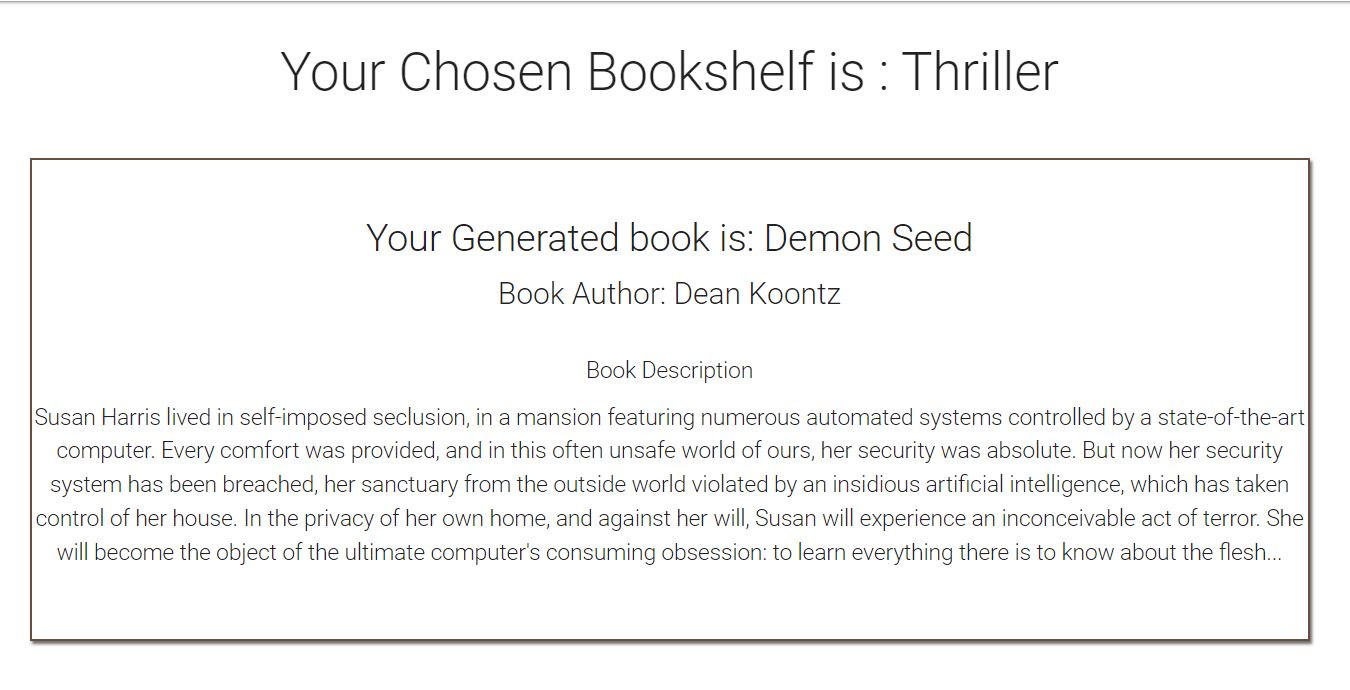 Your Chosen Bookshelf is : Thriller
Your Generated book is: Demon Seed
Book Author: Dean Koontz
Book Description
Susan Harris lived in self-imposed seclusion, in a mansion featuring numerous automated systems controlled by a state-of-the-art
computer. Every comfort was provided, and in this often unsafe world of ours, her security was absolute. But now her security
system has been breached, her sanctuary from the outside world violated by an insidious artificial intelligence, which has taken
control of her house. In the privacy of her own home, and against her will, Susan will experience an inconceivable act of terror. She
will become the object of the ultimate computer's consuming obsession: to learn everything there is to know about the flesh...